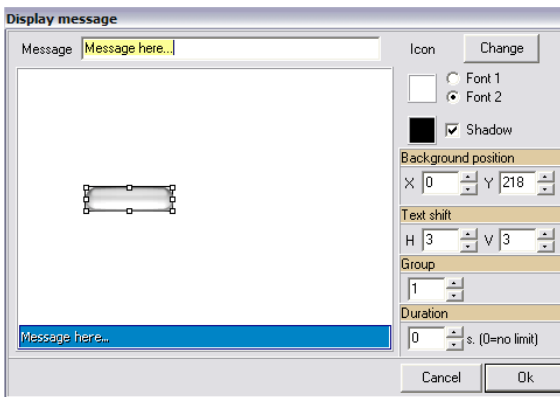 Display message
Message Message here... Icon Change
Font 1
Font 2
Shadow
Background position
X 0 Y 218
Text shift
H 3 V 3
Group
1
Duration
Message here... 0 s. (0=no limit)
Cancel Ok